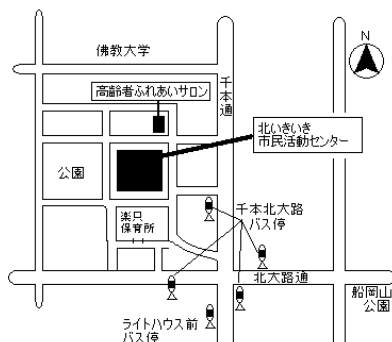 N
佛教大学
高齢者ふれあいサロン
千本通
北いきいき
市民活動センター
公園
楽只
保育所
千本北大路
バス停
北大路通
船岡山
公園
ライトハウス前
バス停